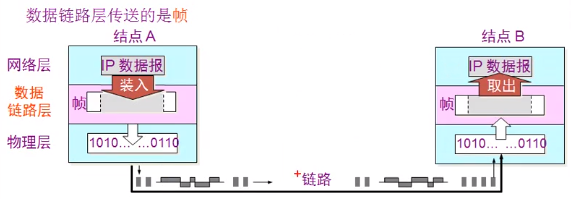 数据链路层传送的是帧
结点 A
结点 B
网络层
IP 数据报
IP 数据报
装入
取出
数据
链路层
帧
帧
物理层
1010… …0110
1010… …0110
+链路